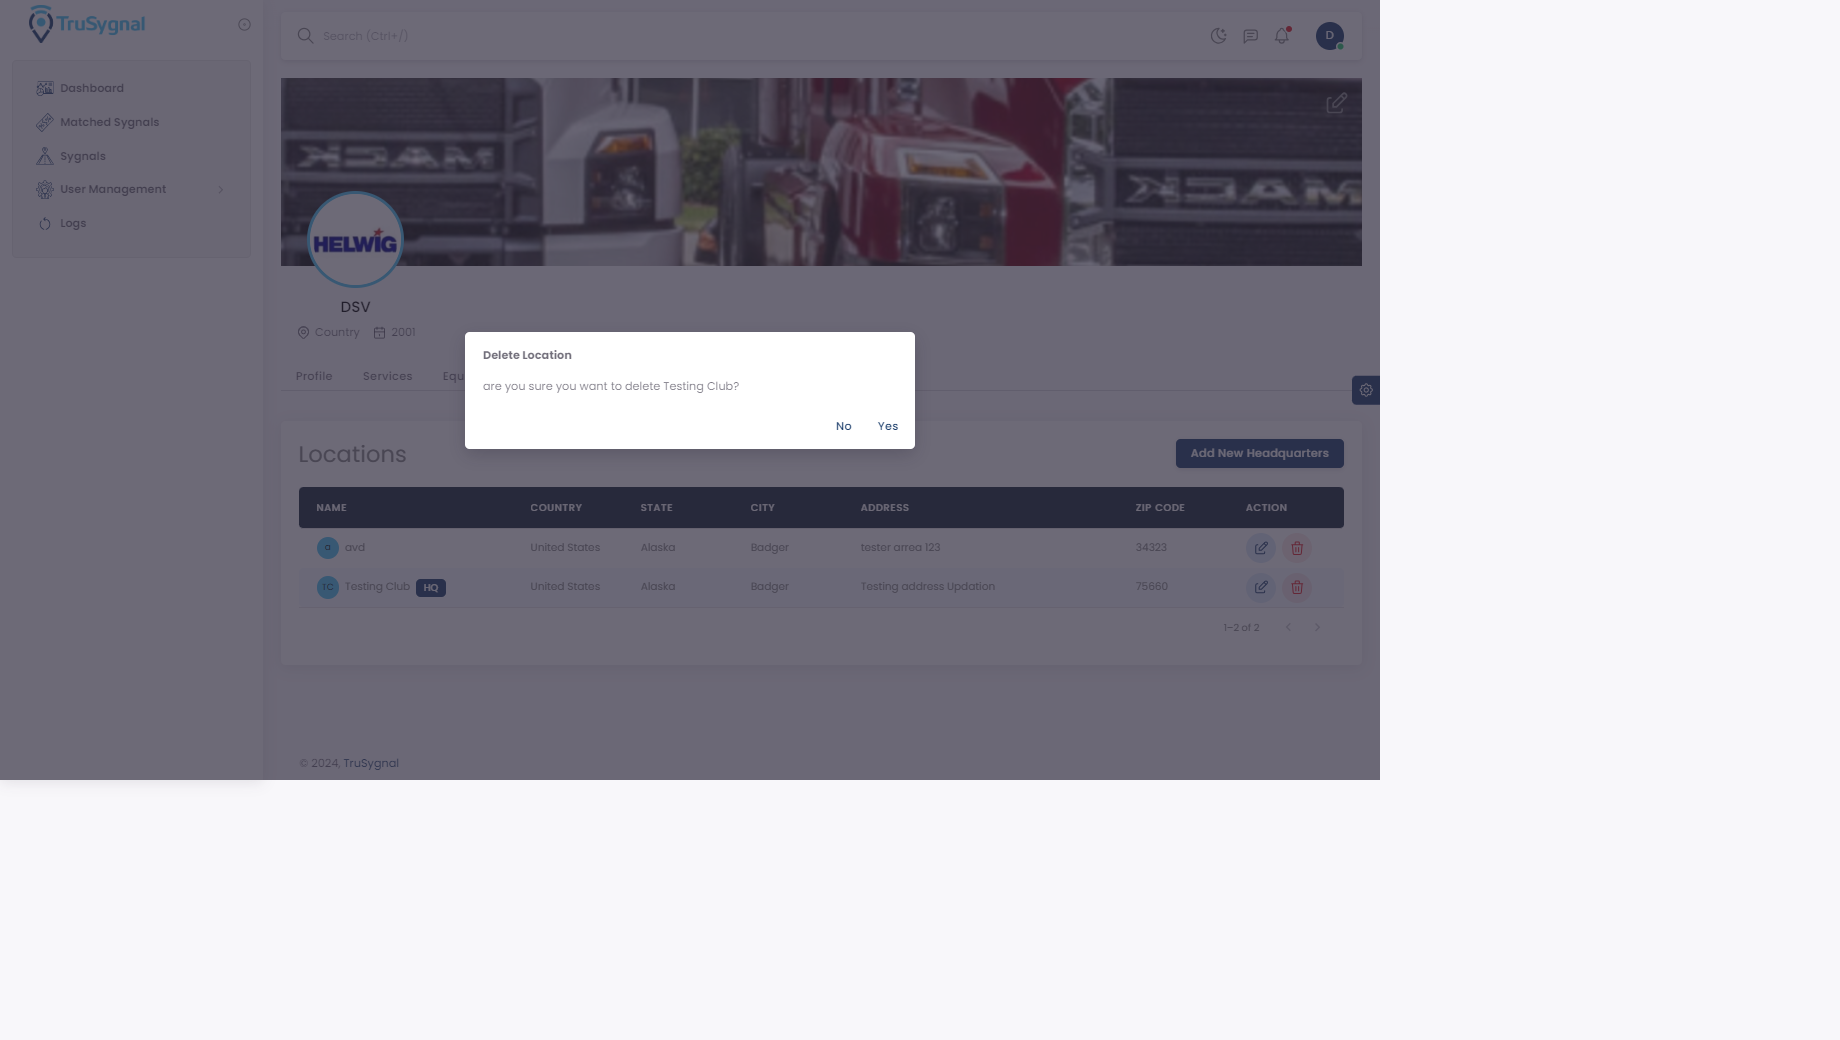 TruSygnal
Search (Ctrl+/)
D
Dashboard
Matched Sygnals
Sygnals
User Management
Logs
MACK
MACK
HELWIG
DSV
Country
2001
Profile
Services
Equ
Delete Location
are you sure you want to delete Testing Club?
No
Yes
Locations
Add New Headquarters
NAME COUNTRY STATE CITY ADDRESS ZIP CODE ACTION
a avd United States Alaska Badger tester arrea 123 34323
TC Testing Club HQ United States Alaska Badger Testing address Updation 75660
1–2 of 2
© 2024, TruSygnal